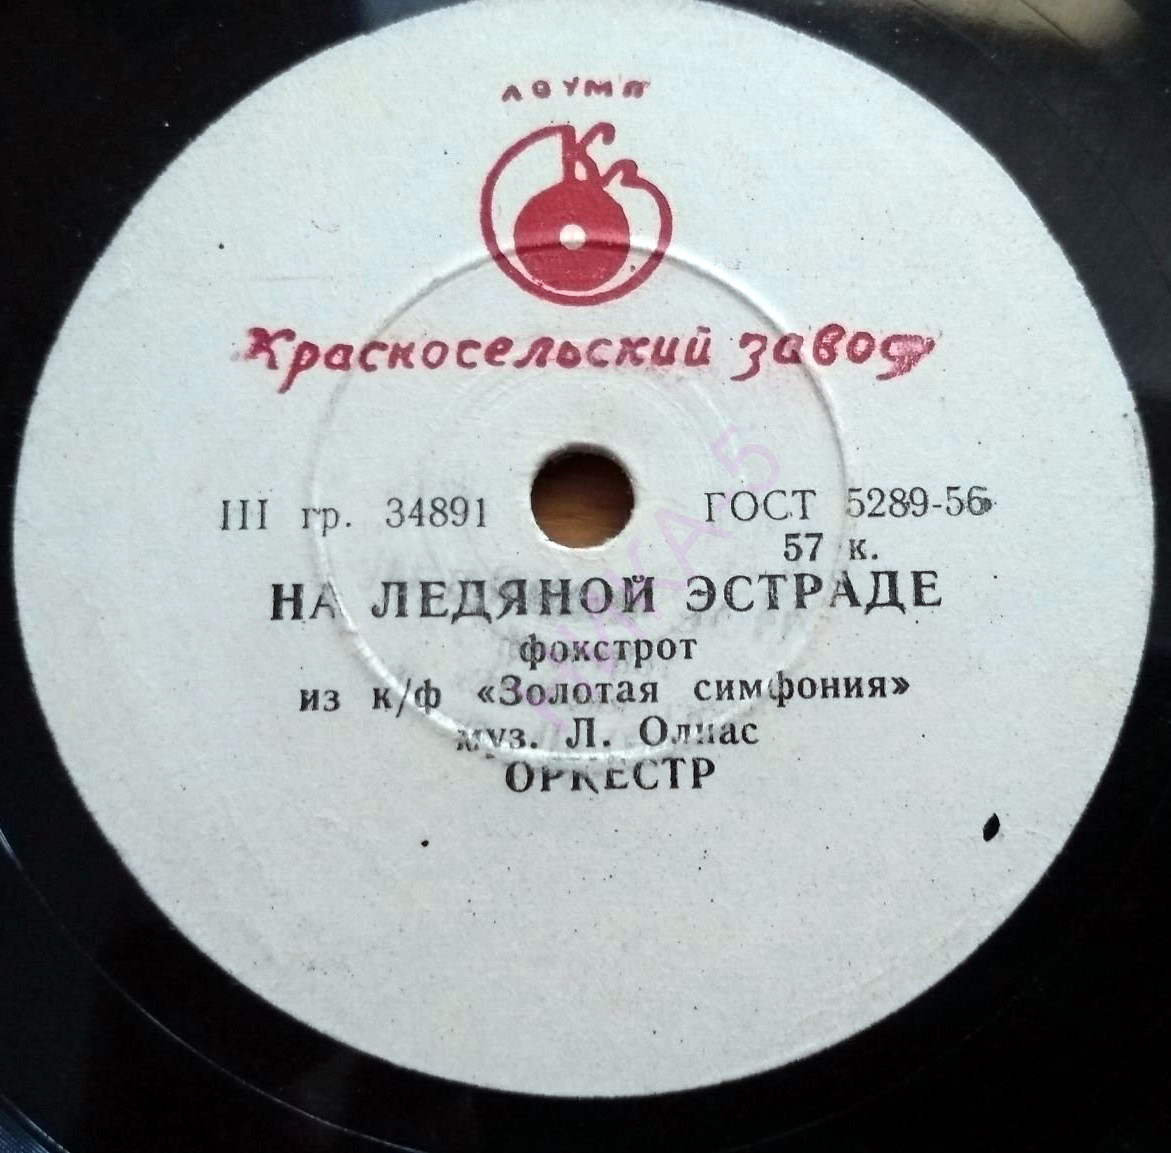 ЛОУМП
Кз
Красносельский завод
III гр. 34891
ГОСТ 5289-56
57 к.
НА ЛЕДЯНОЙ ЭСТРАДЕ
фокстрот
из к/ф «Золотая симфония»
муз. Л. Олиас
ОРКЕСТР